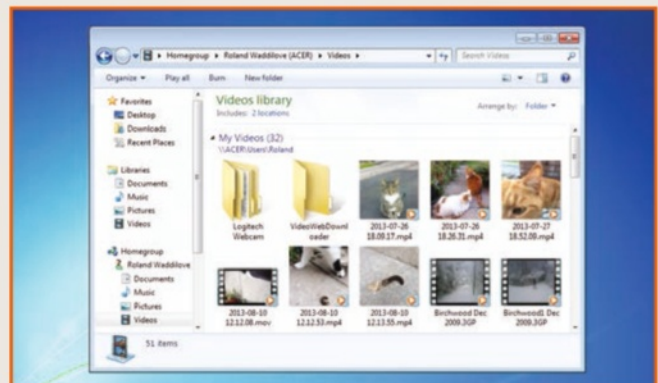 Homegroup ▸ Roland Waddilove (ACER) ▸ Videos ▸
Search Videos
Organize
Play all
Burn
New folder
Favorites
Desktop
Downloads
Recent Places
Libraries
Documents
Music
Pictures
Videos
Homegroup
Roland Waddilove
Documents
Music
Pictures
Videos
Videos library
Includes: 2 locations
Arrange by: Folder
My Videos (32)
\\ACER\Users\Roland
Logitech
Webcam
VideoWebDownl
oader
2013-07-26
18.09.17.mp4
2013-07-26
18.26.31.mp4
2013-07-27
18.52.08.mp4
2013-08-10
12.12.08.mov
2013-08-10
12.12.53.mp4
2013-08-10
12.13.55.mp4
Birchwood Dec
2009.3GP
Birchwood1 Dec
2009.3GP
51 items